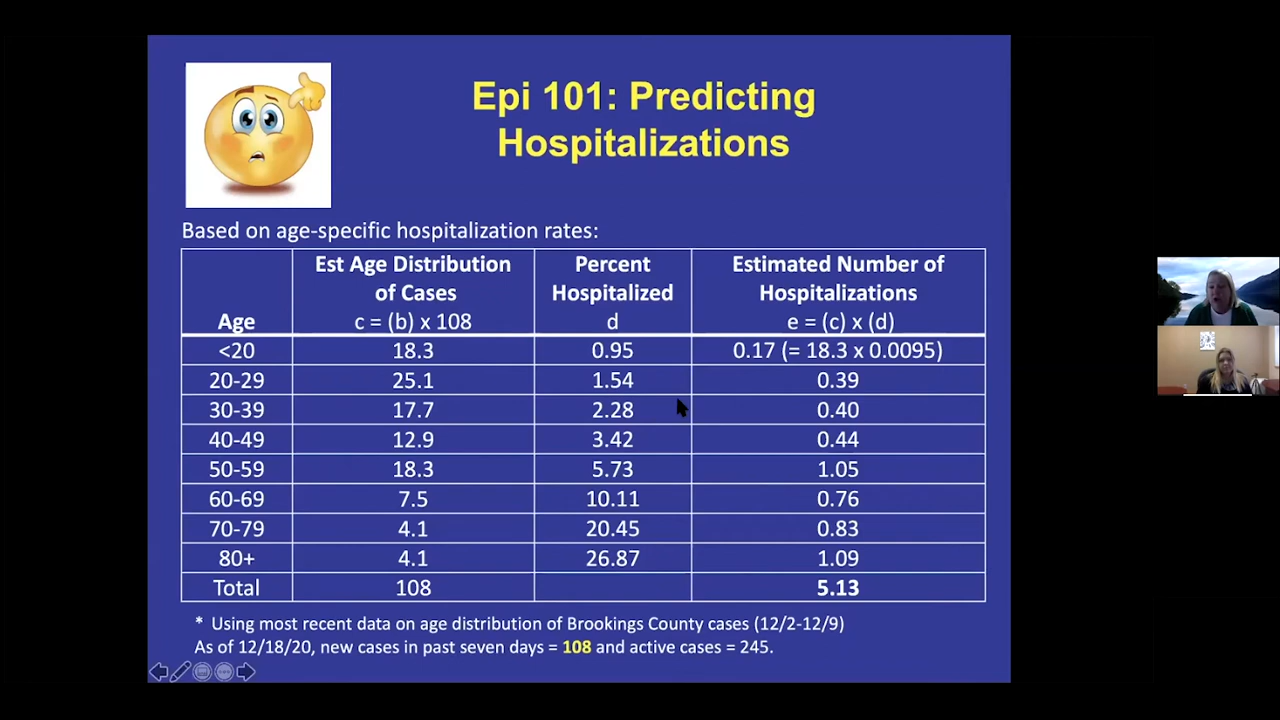 Epi 101: Predicting
Hospitalizations
Based on age-specific hospitalization rates:
Age
Est Age Distribution
of Cases
c = (b) x 108
Percent
Hospitalized
d
Estimated Number of
Hospitalizations
e = (c) x (d)
<20 18.3 0.95 0.17 (= 18.3 x 0.0095)
20-29 25.1 1.54 0.39
30-39 17.7 2.28 0.40
40-49 12.9 3.42 0.44
50-59 18.3 5.73 1.05
60-69 7.5 10.11 0.76
70-79 4.1 20.45 0.83
80+ 4.1 26.87 1.09
Total 108 5.13
* Using most recent data on age distribution of Brookings County cases (12/2-12/9)
As of 12/18/20, new cases in past seven days = 108 and active cases = 245.